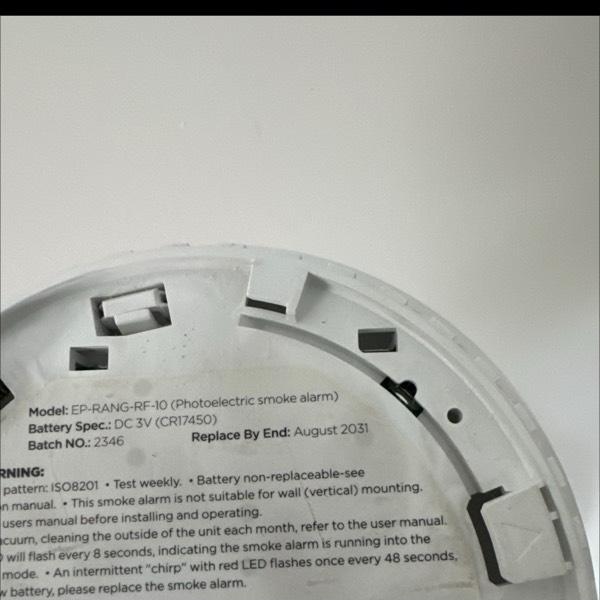 Model: EP-RANG-RF-10 (Photoelectric smoke alarm)
Battery Spec.: DC 3V (CR17450)
Batch NO.: 2346 Replace By End: August 2031
RNING:
pattern: ISO8201 • Test weekly. • Battery non-replaceable-see
n manual. • This smoke alarm is not suitable for wall (vertical) mounting.
users manual before installing and operating.
cuum, cleaning the outside of the unit each month, refer to the user manual.
will flash every 8 seconds, indicating the smoke alarm is running into the
mode. • An intermittent "chirp" with red LED flashes once every 48 seconds,
w battery, please replace the smoke alarm.